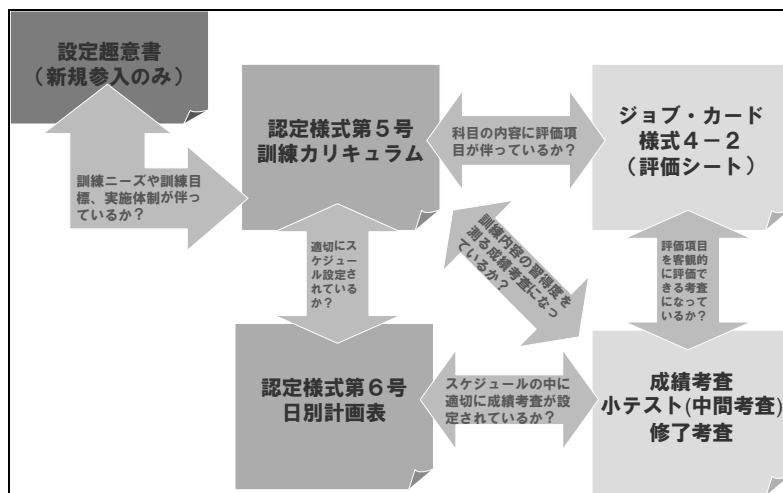 設定趣意書
（新規参入のみ）
認定様式第５号
訓練カリキュラム
科目の内容に評価項
目が伴っているか？
ジョブ・カード
様式４－２
（評価シート）
訓練ニーズや訓練目
標、実施体制が伴っ
ているか？
適切にス
ケジュー
ル設定さ
れている
か？
訓練内容の習得度を
測る成績考査になっ
ているか？
評価項目
を客観的
に評価で
きる考査
になって
いるか？
認定様式第６号
日別計画表
スケジュールの中に
適切に成績考査が設
定されているか？
成績考査
小テスト(中間考査)
修了考査